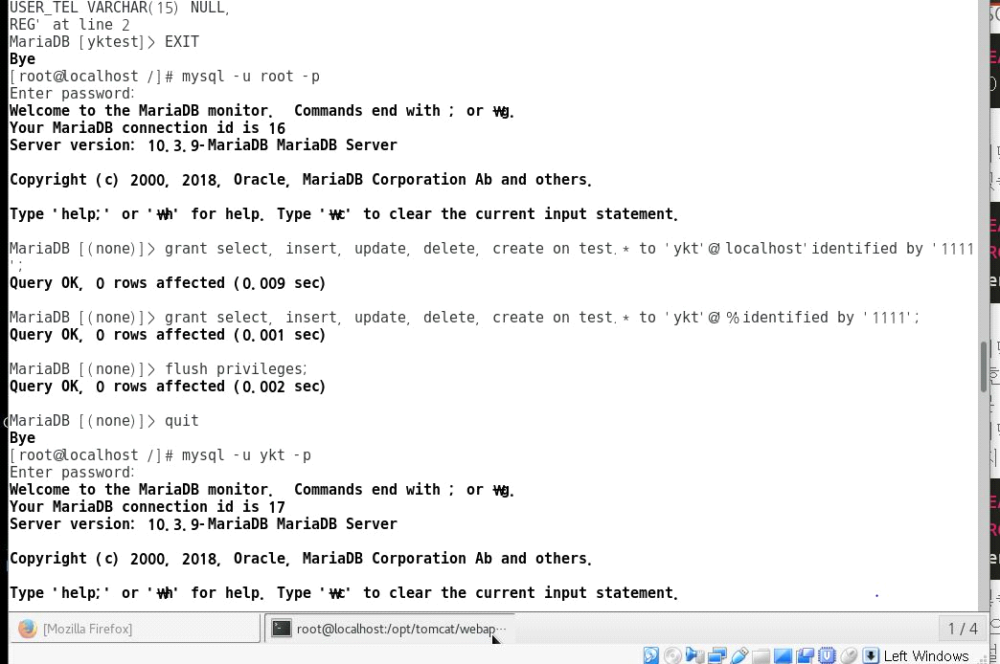 USER_TEL VARCHAR(15) NULL,
REG' at line 2
MariaDB [yktest]> EXIT
Bye
[root@localhost /]# mysql -u root -p
Enter password:
Welcome to the MariaDB monitor.  Commands end with ; or ₩g.
Your MariaDB connection id is 16
Server version: 10.3.9-MariaDB MariaDB Server
Copyright (c) 2000, 2018, Oracle, MariaDB Corporation Ab and others.
Type 'help;' or '₩h' for help. Type '₩c' to clear the current input statement.
MariaDB [(none)]> grant select, insert, update, delete, create on test.* to 'ykt'@'localhost' identified by '1111
';
Query OK, 0 rows affected (0.009 sec)
MariaDB [(none)]> grant select, insert, update, delete, create on test.* to 'ykt'@'%' identified by '1111';
Query OK, 0 rows affected (0.001 sec)
MariaDB [(none)]> flush privileges;
Query OK, 0 rows affected (0.002 sec)
MariaDB [(none)]> quit
Bye
[root@localhost /]# mysql -u ykt -p
Enter password:
Welcome to the MariaDB monitor.  Commands end with ; or ₩g.
Your MariaDB connection id is 17
Server version: 10.3.9-MariaDB MariaDB Server
Copyright (c) 2000, 2018, Oracle, MariaDB Corporation Ab and others.
Type 'help;' or '₩h' for help. Type '₩c' to clear the current input statement.
[Mozilla Firefox]
root@localhost:/opt/tomcat/webap…
1 / 4
Left Windows